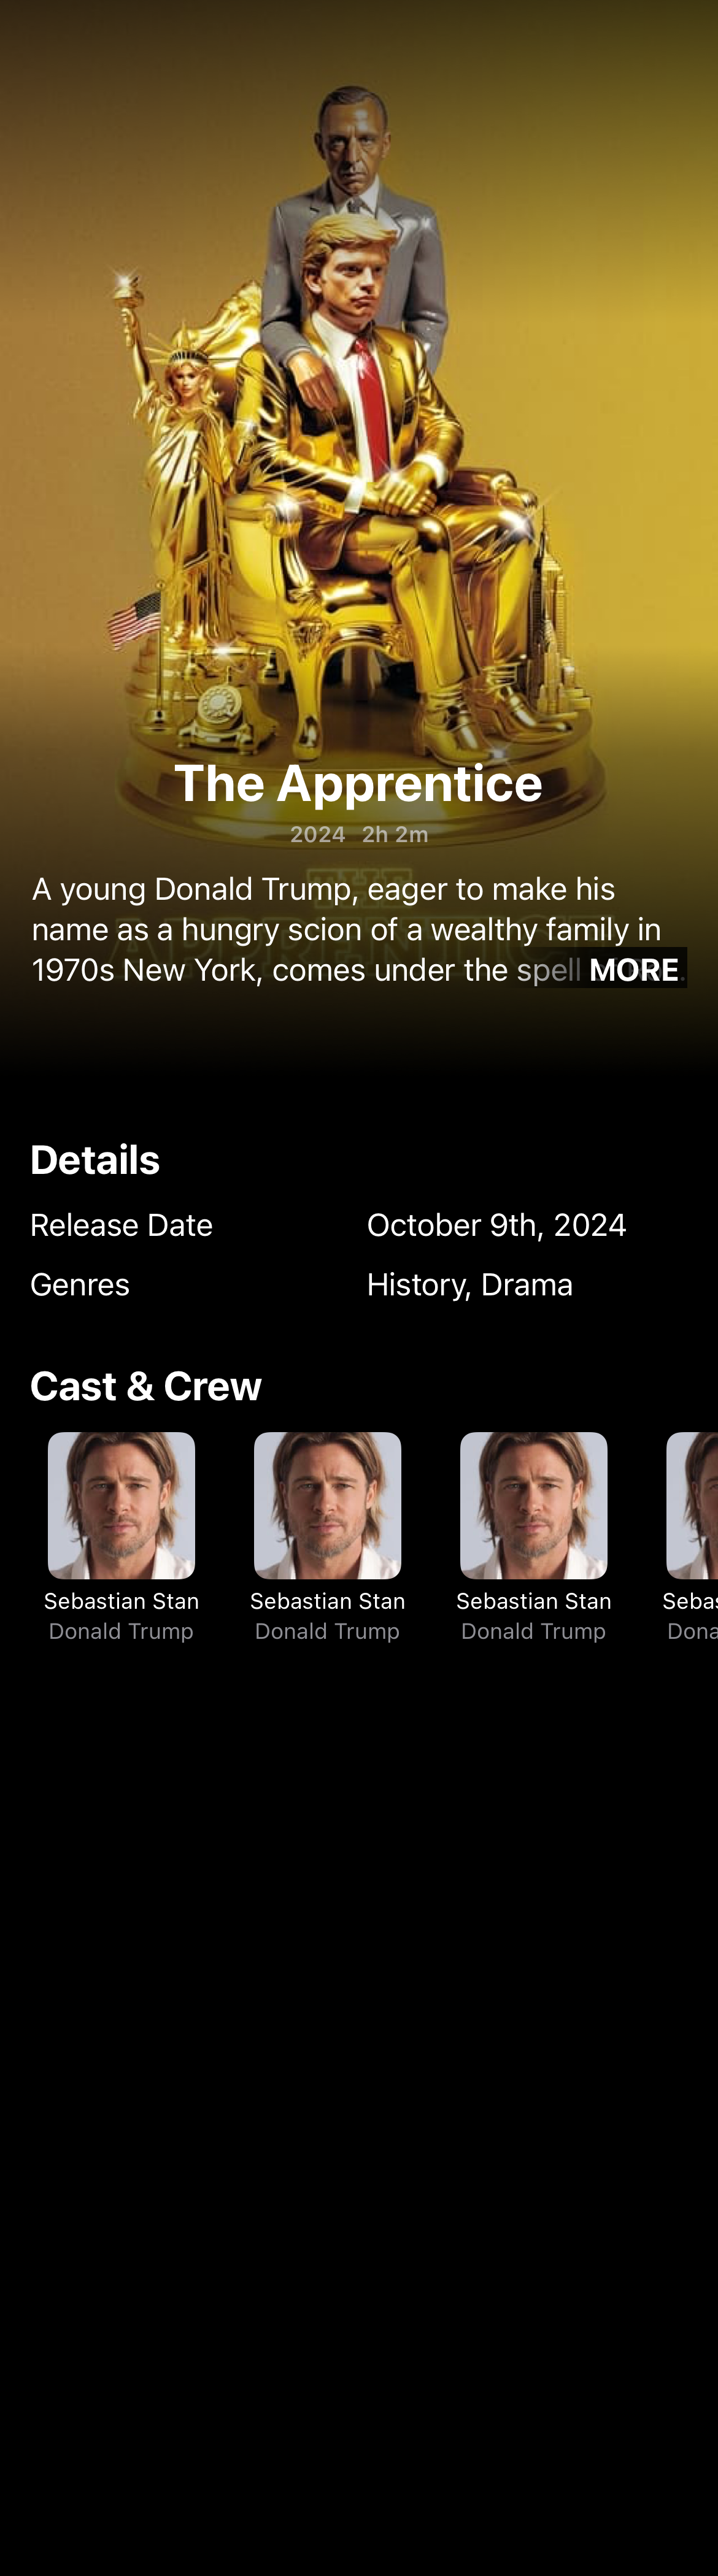 The Apprentice
2024 2h 2m
A young Donald Trump, eager to make his
name as a hungry scion of a wealthy family in
1970s New York, comes under the spell MORE
Details
Release Date October 9th, 2024
Genres History, Drama
Cast & Crew
Sebastian Stan Sebastian Stan Sebastian Stan Sebas
Donald Trump Donald Trump Donald Trump Dona